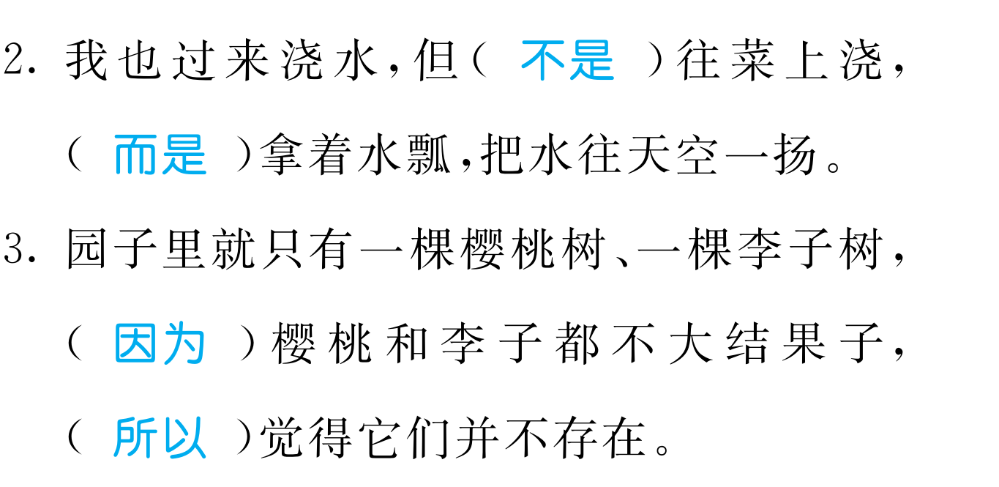 2. 我也过来浇水,但( 不是 )往菜上浇,
( 而是 )拿着水瓢,把水往天空一扬。
3. 园子里就只有一棵樱桃树、一棵李子树,
( 因为 )樱桃和李子都不大结果子,
( 所以 )觉得它们并不存在。